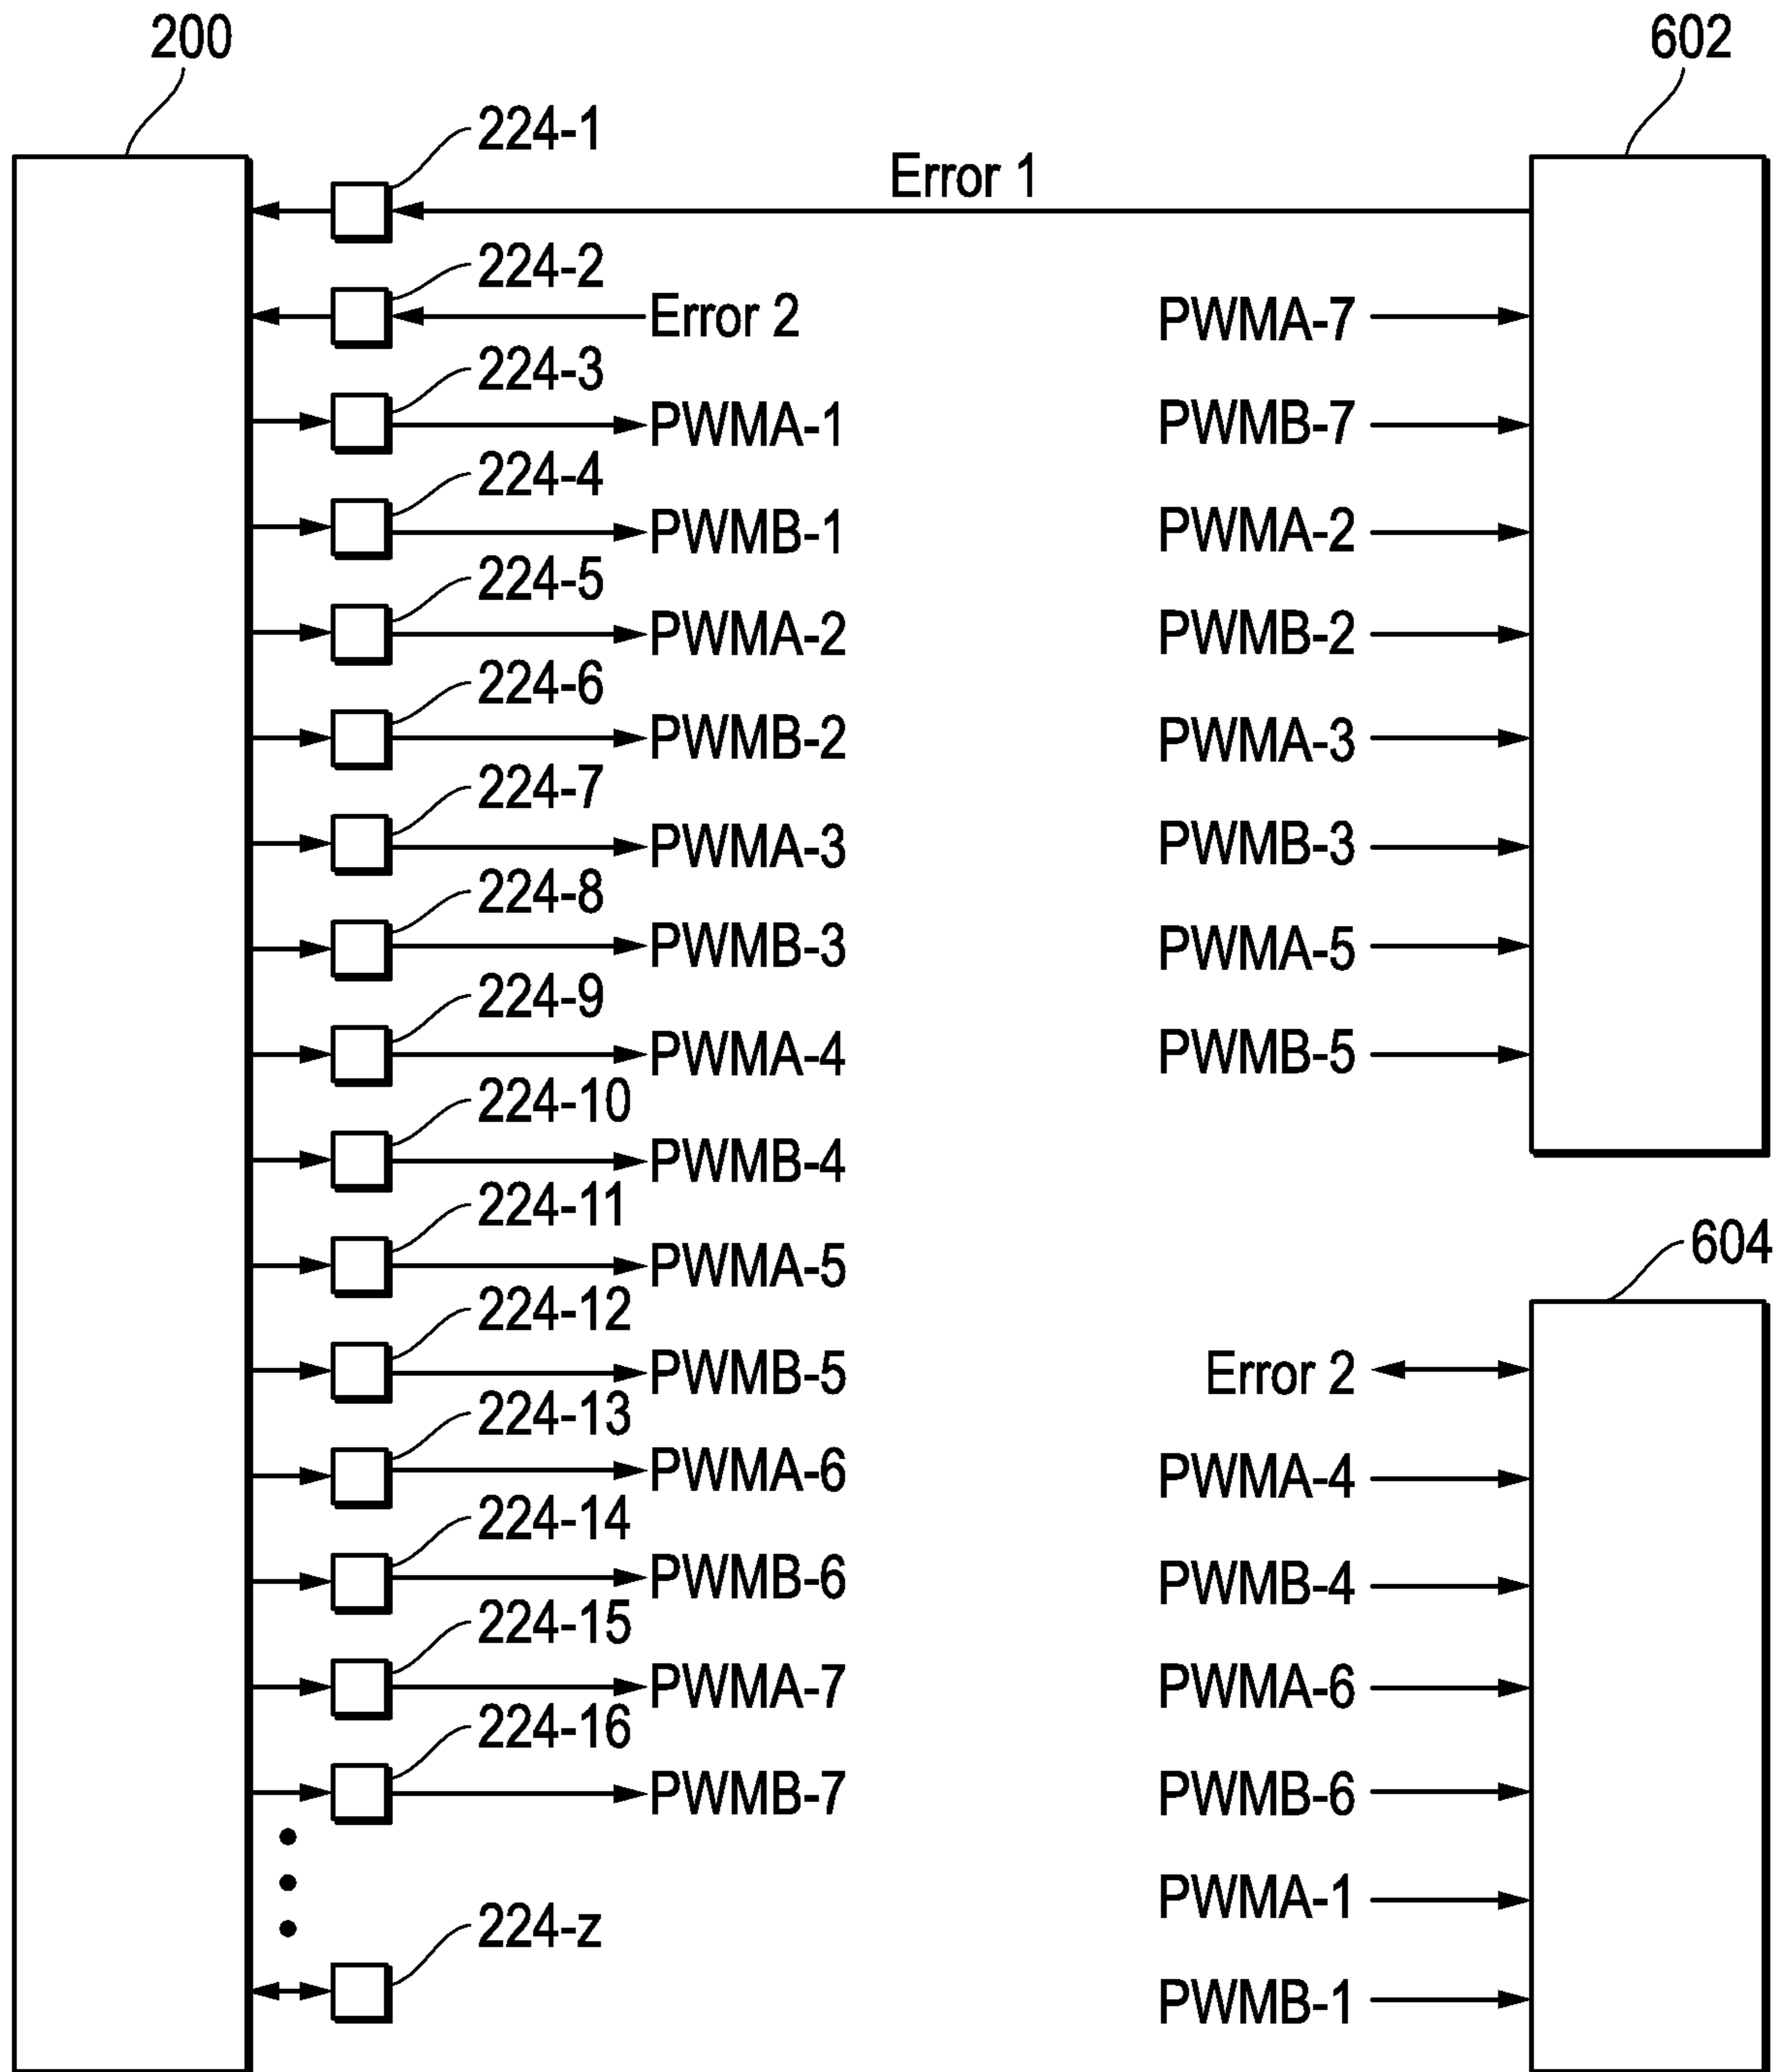 200
602
224-1
Error 1
224-2
Error 2
PWMA-7
224-3
PWMA-1
PWMB-7
224-4
PWMB-1
PWMA-2
224-5
PWMA-2
PWMB-2
224-6
PWMB-2
PWMA-3
224-7
PWMA-3
PWMB-3
224-8
PWMB-3
PWMA-5
224-9
PWMA-4
PWMB-5
224-10
PWMB-4
224-11
PWMA-5
604
224-12
PWMB-5
Error 2
224-13
PWMA-6
PWMA-4
224-14
PWMB-6
PWMB-4
224-15
PWMA-7
PWMA-6
224-16
PWMB-7
PWMB-6
PWMA-1
224-z
PWMB-1